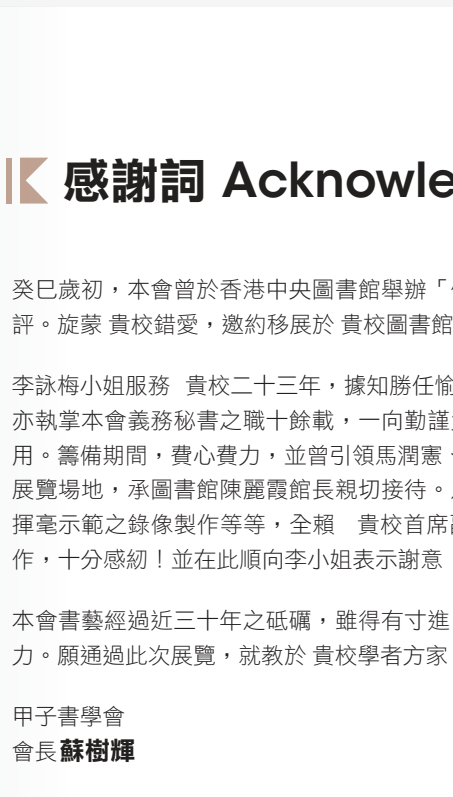 感謝詞 Acknowle
癸巳歲初，本會曾於香港中央圖書館舉辦「
評。旋蒙 貴校錯愛，邀約移展於 貴校圖書館
李詠梅小姐服務 貴校二十三年，據知勝任愉
亦執掌本會義務秘書之職十餘載，一向勤謹
用。籌備期間，費心費力，並曾引領馬潤憲
展覽場地，承圖書館陳麗霞館長親切接待。
揮毫示範之錄像製作等等，全賴 貴校首席
作，十分感紉！並在此順向李小姐表示謝意
本會書藝經過近三十年之砥礪，雖得有寸進
力。願通過此次展覽，就教於 貴校學者方家
甲子書學會
會長蘇樹輝